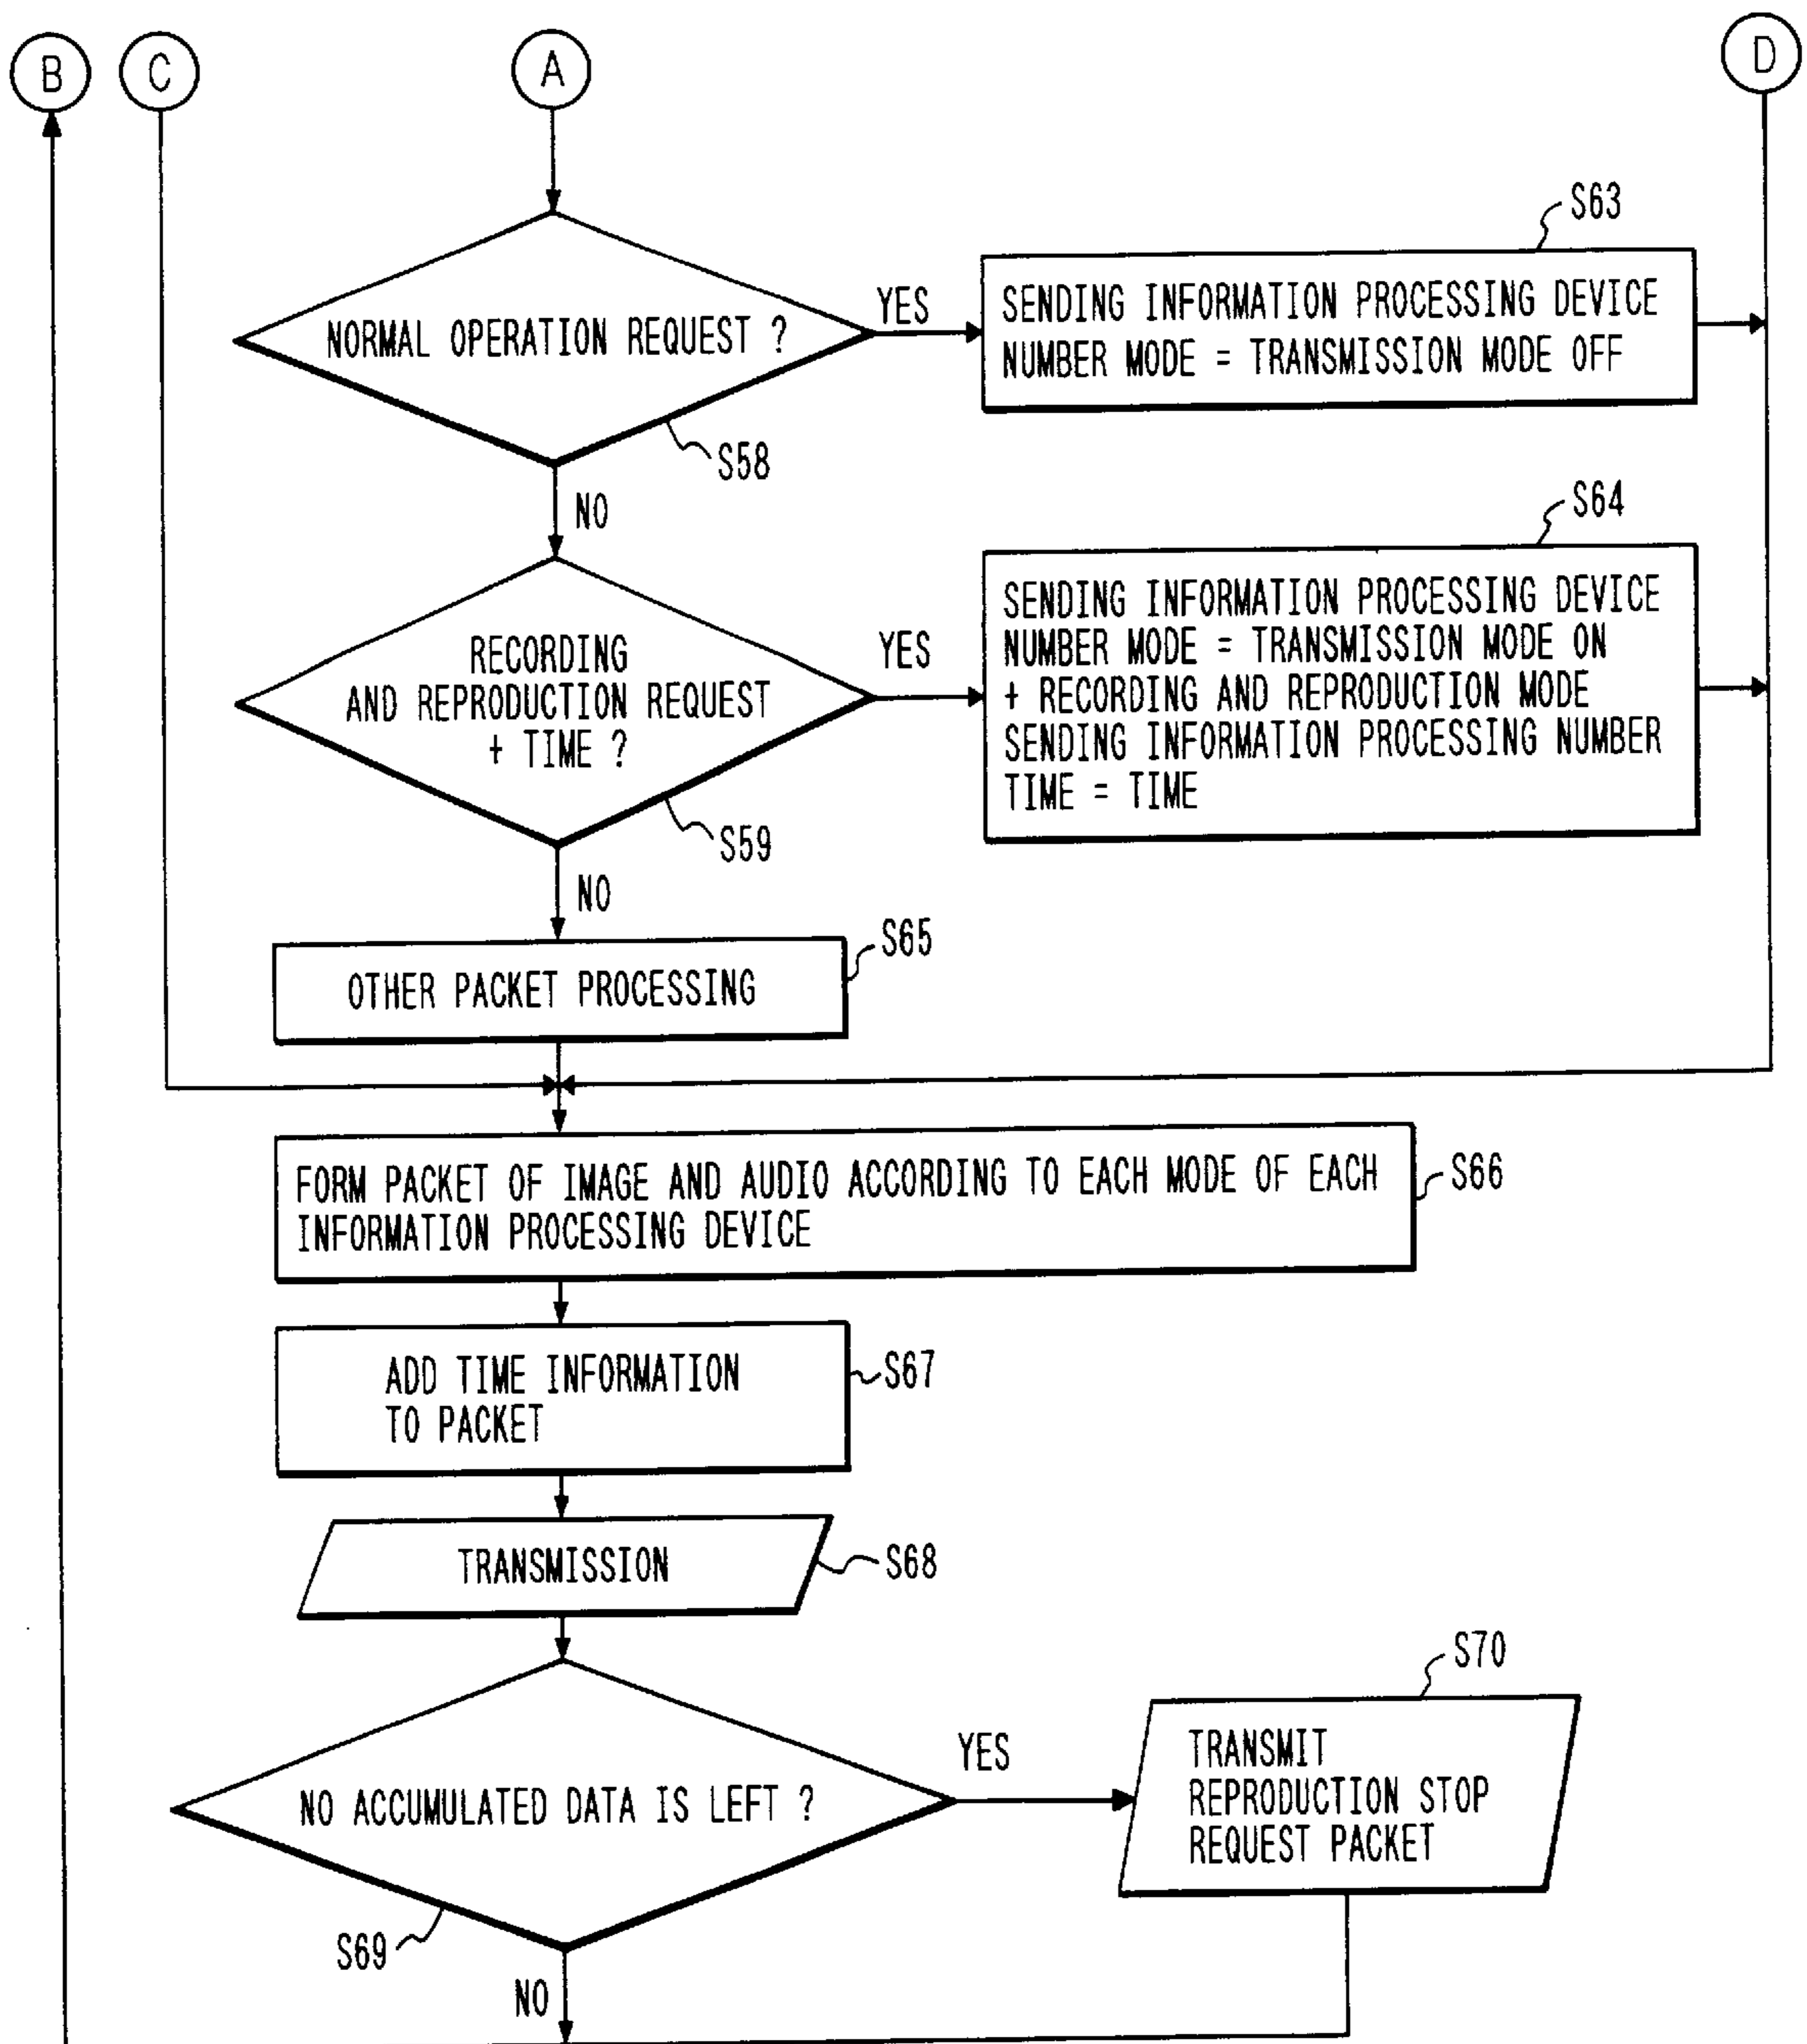 B
C
A
D
S63
NORMAL OPERATION REQUEST ?
YES
SENDING INFORMATION PROCESSING DEVICE
NUMBER MODE = TRANSMISSION MODE OFF
S58
NO
S64
RECORDING
AND REPRODUCTION REQUEST
+ TIME ?
YES
SENDING INFORMATION PROCESSING DEVICE
NUMBER MODE = TRANSMISSION MODE ON
+ RECORDING AND REPRODUCTION MODE
SENDING INFORMATION PROCESSING NUMBER
TIME = TIME
S59
NO
S65
OTHER PACKET PROCESSING
FORM PACKET OF IMAGE AND AUDIO ACCORDING TO EACH MODE OF EACH
INFORMATION PROCESSING DEVICE
S66
ADD TIME INFORMATION
TO PACKET
S67
TRANSMISSION
S68
S70
NO ACCUMULATED DATA IS LEFT ?
YES
TRANSMIT
REPRODUCTION STOP
REQUEST PACKET
S69
NO